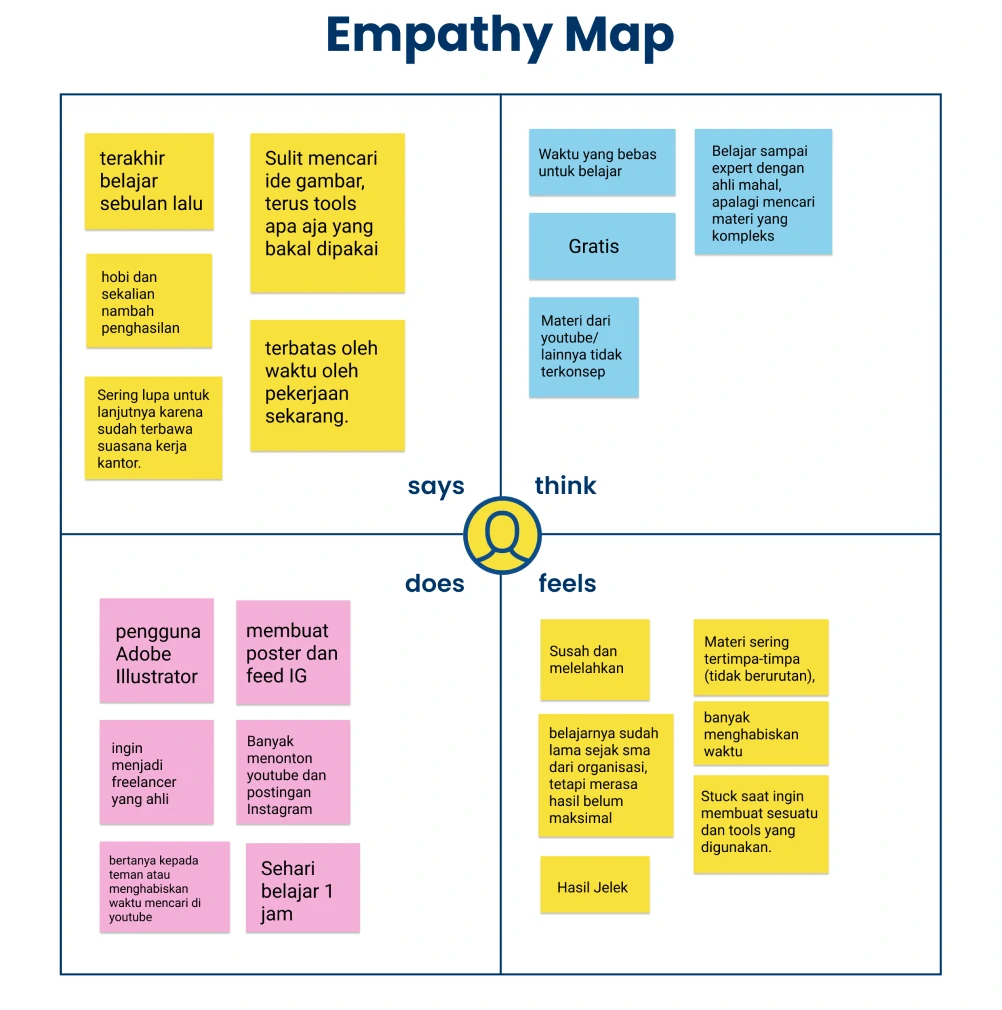 Empathy Map
terakhir
belajar
sebulan lalu
Sulit mencari
ide gambar,
terus tools
apa aja yang
bakal dipakai
hobi dan
sekalian
nambah
penghasilan
terbatas oleh
waktu oleh
pekerjaan
sekarang.
Sering lupa untuk
lanjutnya karena
sudah terbawa
suasana kerja
kantor.
says
Waktu yang bebas
untuk belajar
Belajar sampai
expert dengan
ahli mahal,
apalagi mencari
materi yang
kompleks
Gratis
Materi dari
youtube/
lainnya tidak
terkonsep
think
does
pengguna
Adobe
Illustrator
membuat
poster dan
feed IG
ingin
menjadi
freelancer
yang ahli
Banyak
menonton
youtube dan
postingan
Instagram
bertanya kepada
teman atau
menghabiskan
waktu mencari di
youtube
Sehari
belajar 1
jam
feels
Susah dan
melelahkan
Materi sering
tertimpa-timpa
(tidak berurutan),
belajarnya sudah
lama sejak sma
dari organisasi,
tetapi merasa
hasil belum
maksimal
banyak
menghabiskan
waktu
Stuck saat ingin
membuat sesuatu
dan tools yang
digunakan.
Hasil Jelek